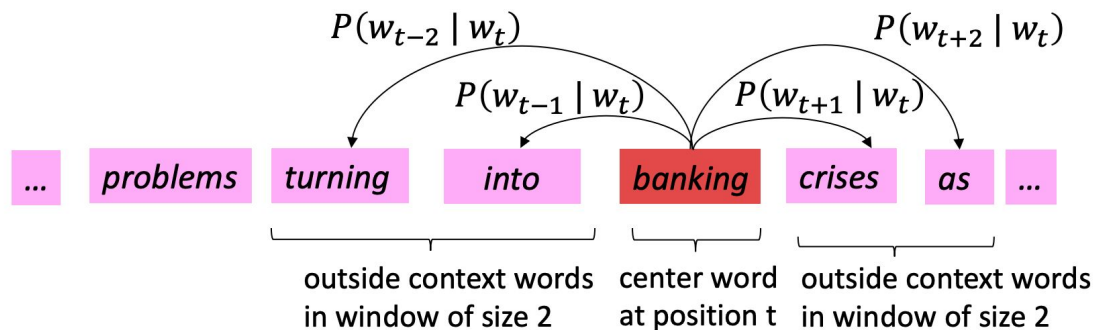 P(w_{t−2} | w_t)
P(w_{t+2} | w_t)
P(w_{t−1} | w_t)
P(w_{t+1} | w_t)
... problems turning into banking crises as ...
outside context words
in window of size 2
center word
at position t
outside context words
in window of size 2